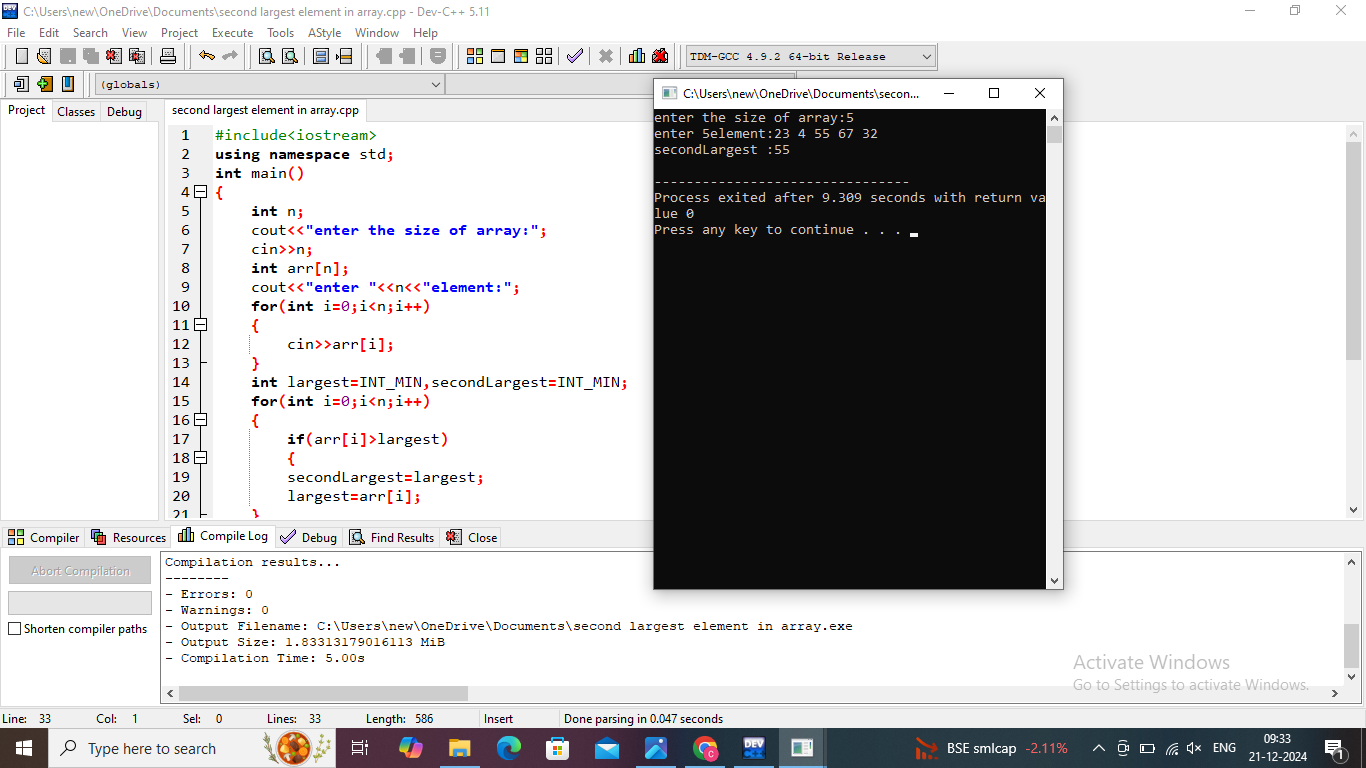 C:\Users\new\OneDrive\Documents\second largest element in array.cpp - Dev-C++ 5.11
File Edit Search View Project Execute Tools AStyle Window Help
TDM-GCC 4.9.2 64-bit Release
(globals)
Project Classes Debug
second largest element in array.cpp
1 #include<iostream>
2 using namespace std;
3 int main()
4 {
5 int n;
6 cout<<"enter the size of array:";
7 cin>>n;
8 int arr[n];
9 cout<<"enter "<<n<<"element:";
10 for(int i=0;i<n;i++)
11 {
12 cin>>arr[i];
13 }
14 int largest=INT_MIN,secondLargest=INT_MIN;
15 for(int i=0;i<n;i++)
16 {
17 if(arr[i]>largest)
18 {
19 secondLargest=largest;
20 largest=arr[i];
21 }
C:\Users\new\OneDrive\Documents\secon...
enter the size of array:5
enter 5element:23 4 55 67 32
secondLargest :55
--------------------------------
Process exited after 9.309 seconds with return va
lue 0
Press any key to continue . . .
Compiler Resources Compile Log Debug Find Results Close
Abort Compilation
Shorten compiler paths
Compilation results...
--------
- Errors: 0
- Warnings: 0
- Output Filename: C:\Users\new\OneDrive\Documents\second largest element in array.exe
- Output Size: 1.83313179016113 MiB
- Compilation Time: 5.00s
Activate Windows
Go to Settings to activate Windows.
Line: 33 Col: 1 Sel: 0 Lines: 33 Length: 586 Insert Done parsing in 0.047 seconds
Type here to search
DEV
BSE smlcap -2.11%
ENG
09:33
21-12-2024
1